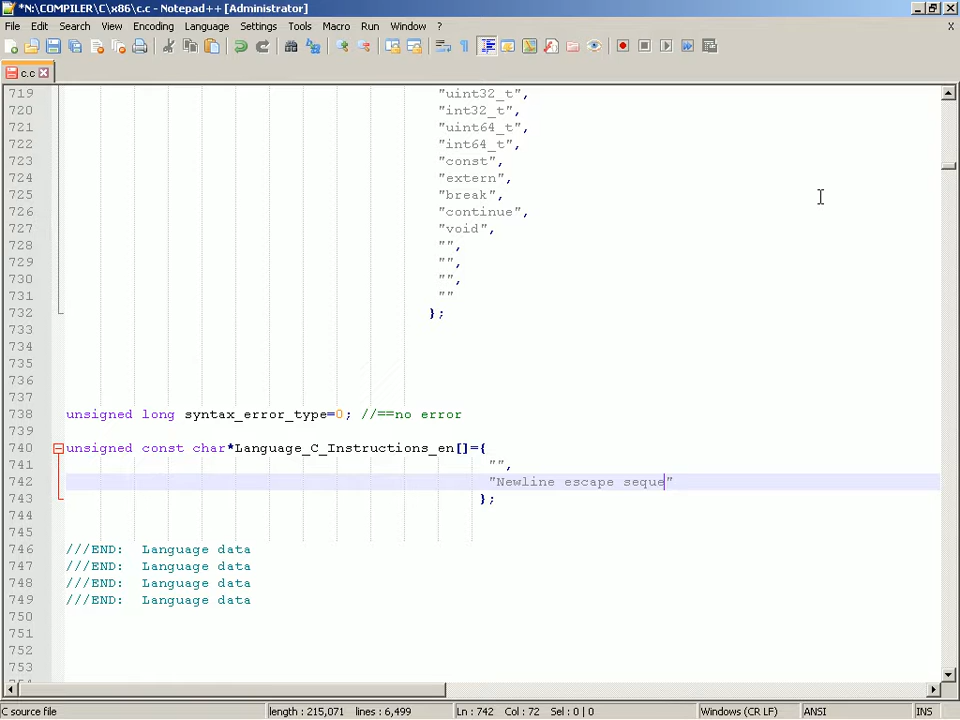 *N:\COMPILER\C\x86\c.c - Notepad++ [Administrator]
File Edit Search View Encoding Language Settings Tools Macro Run Window ? X
c.c
719 "uint32_t",
720 "int32_t",
721 "uint64_t",
722 "int64_t",
723 "const",
724 "extern",
725 "break",
726 "continue",
727 "void",
728 "",
729 "",
730 "",
731 ""
732 };
733
734
735
736
737
738 unsigned long syntax_error_type=0; //==no error
739
740 unsigned const char*Language_C_Instructions_en[]={
741 "",
742 "Newline escape seque"
743 };
744
745
746 ///END: Language data
747 ///END: Language data
748 ///END: Language data
749 ///END: Language data
750
751
752
753
C source file length : 215,071 lines : 6,499 Ln : 742 Col : 72 Sel : 0 | 0 Windows (CR LF) ANSI INS